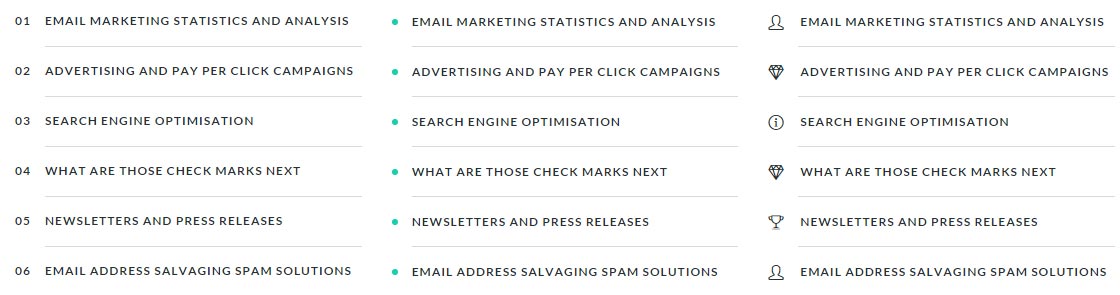 01 EMAIL MARKETING STATISTICS AND ANALYSIS
02 ADVERTISING AND PAY PER CLICK CAMPAIGNS
03 SEARCH ENGINE OPTIMISATION
04 WHAT ARE THOSE CHECK MARKS NEXT
05 NEWSLETTERS AND PRESS RELEASES
06 EMAIL ADDRESS SALVAGING SPAM SOLUTIONS
EMAIL MARKETING STATISTICS AND ANALYSIS
ADVERTISING AND PAY PER CLICK CAMPAIGNS
SEARCH ENGINE OPTIMISATION
WHAT ARE THOSE CHECK MARKS NEXT
NEWSLETTERS AND PRESS RELEASES
EMAIL ADDRESS SALVAGING SPAM SOLUTIONS
EMAIL MARKETING STATISTICS AND ANALYSIS
ADVERTISING AND PAY PER CLICK CAMPAIGNS
SEARCH ENGINE OPTIMISATION
WHAT ARE THOSE CHECK MARKS NEXT
NEWSLETTERS AND PRESS RELEASES
EMAIL ADDRESS SALVAGING SPAM SOLUTIONS